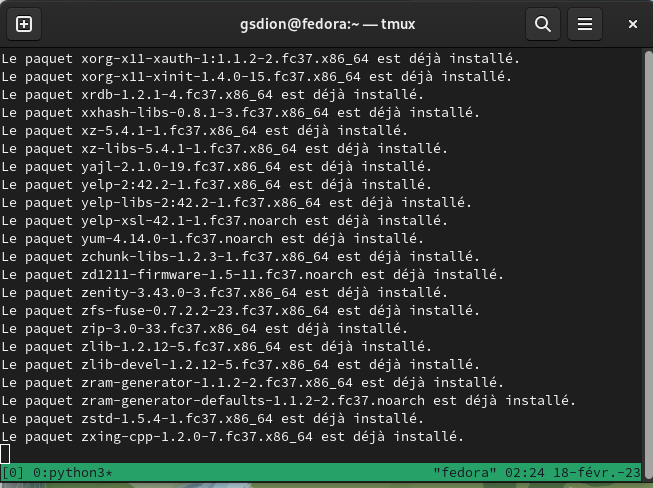 gsdion@fedora:~ — tmux
Le paquet xorg-x11-xauth-1:1.1.2-2.fc37.x86_64 est déjà installé.
Le paquet xorg-x11-xinit-1.4.0-15.fc37.x86_64 est déjà installé.
Le paquet xrdb-1.2.1-4.fc37.x86_64 est déjà installé.
Le paquet xxhash-libs-0.8.1-3.fc37.x86_64 est déjà installé.
Le paquet xz-5.4.1-1.fc37.x86_64 est déjà installé.
Le paquet xz-libs-5.4.1-1.fc37.x86_64 est déjà installé.
Le paquet yajl-2.1.0-19.fc37.x86_64 est déjà installé.
Le paquet yelp-2:42.2-1.fc37.x86_64 est déjà installé.
Le paquet yelp-libs-2:42.2-1.fc37.x86_64 est déjà installé.
Le paquet yelp-xsl-42.1-1.fc37.noarch est déjà installé.
Le paquet yum-4.14.0-1.fc37.noarch est déjà installé.
Le paquet zchunk-libs-1.2.3-1.fc37.x86_64 est déjà installé.
Le paquet zd1211-firmware-1.5-11.fc37.noarch est déjà installé.
Le paquet zenity-3.43.0-3.fc37.x86_64 est déjà installé.
Le paquet zfs-fuse-0.7.2.2-23.fc37.x86_64 est déjà installé.
Le paquet zip-3.0-33.fc37.x86_64 est déjà installé.
Le paquet zlib-1.2.12-5.fc37.x86_64 est déjà installé.
Le paquet zlib-devel-1.2.12-5.fc37.x86_64 est déjà installé.
Le paquet zram-generator-1.1.2-2.fc37.x86_64 est déjà installé.
Le paquet zram-generator-defaults-1.1.2-2.fc37.noarch est déjà installé.
Le paquet zstd-1.5.4-1.fc37.x86_64 est déjà installé.
Le paquet zxing-cpp-1.2.0-7.fc37.x86_64 est déjà installé.
[0] 0:python3* "fedora" 02:24 18-févr.-23